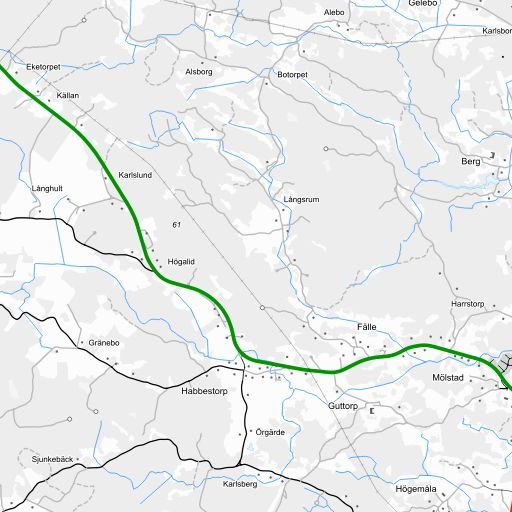 Gelebo
Alebo
Karlsbor
Eketorpet
Alsborg
Botorpet
Källan
Berg
Karlslund
Långhult
Långsrum
61
Högalid
Harrstorp
Fälle
Gränebo
Mölstad
Habbestorp
Guttorp
Örgärde
Sjunkebäck
Karlsberg
Högemåla